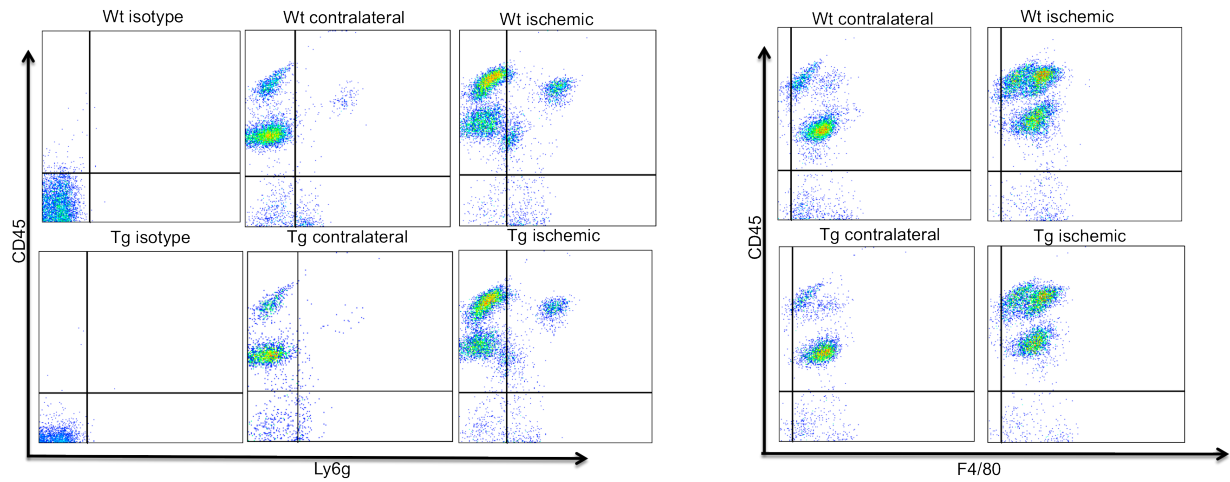 Wt isotype
Wt contralateral
Wt ischemic
Wt contralateral
Wt ischemic
CD45
CD45
Tg isotype
Tg contralateral
Tg ischemic
Tg contralateral
Tg ischemic
Ly6g
F4/80